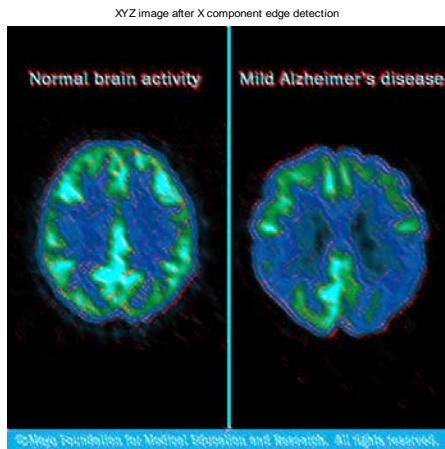 XYZ image after X component edge detection
Normal brain activity
Mild Alzheimer's disease
©Mayo Foundation for Medical Education and Research. All rights reserved.